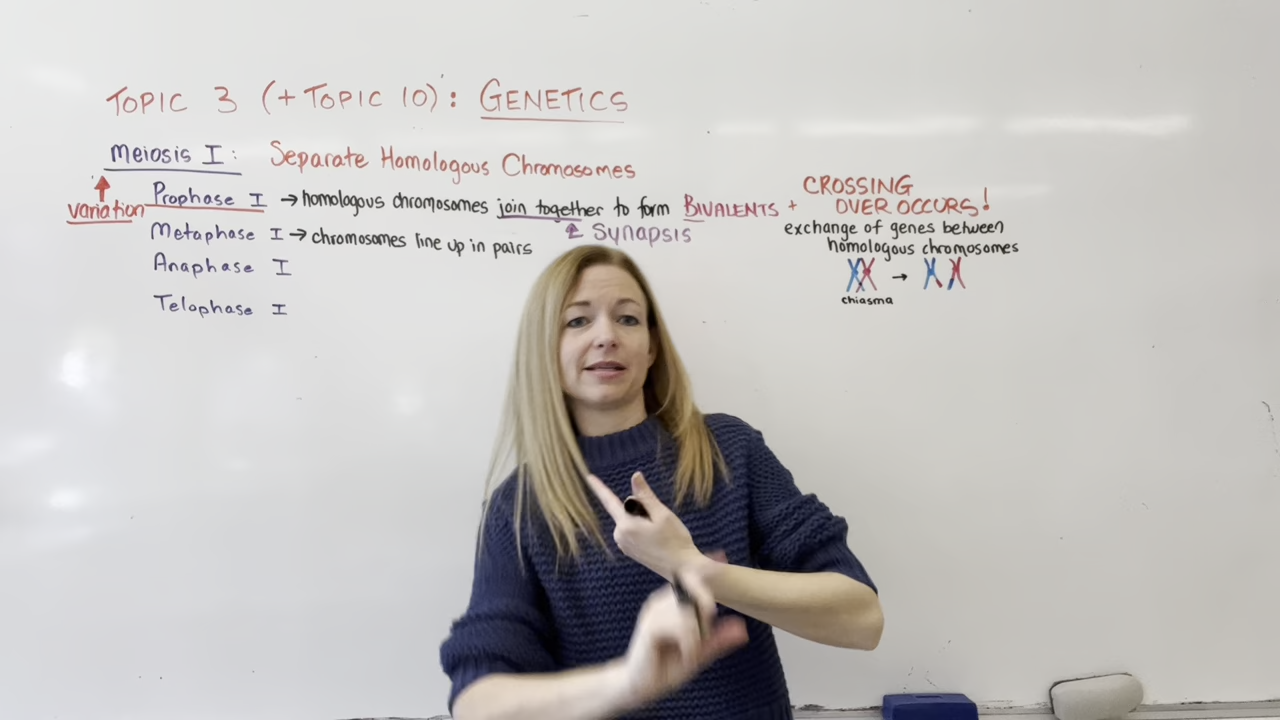 TOPIC 3 (+ TOPIC 10): GENETICS
Meiosis I: Separate Homologous Chromosomes
variation
Prophase I → homologous chromosomes join together to form BIVALENTS +
Synapsis
CROSSING
OVER OCCURS!
exchange of genes between
homologous chromosomes
→
chiasma
Metaphase I → chromosomes line up in pairs
Anaphase I
Telophase I